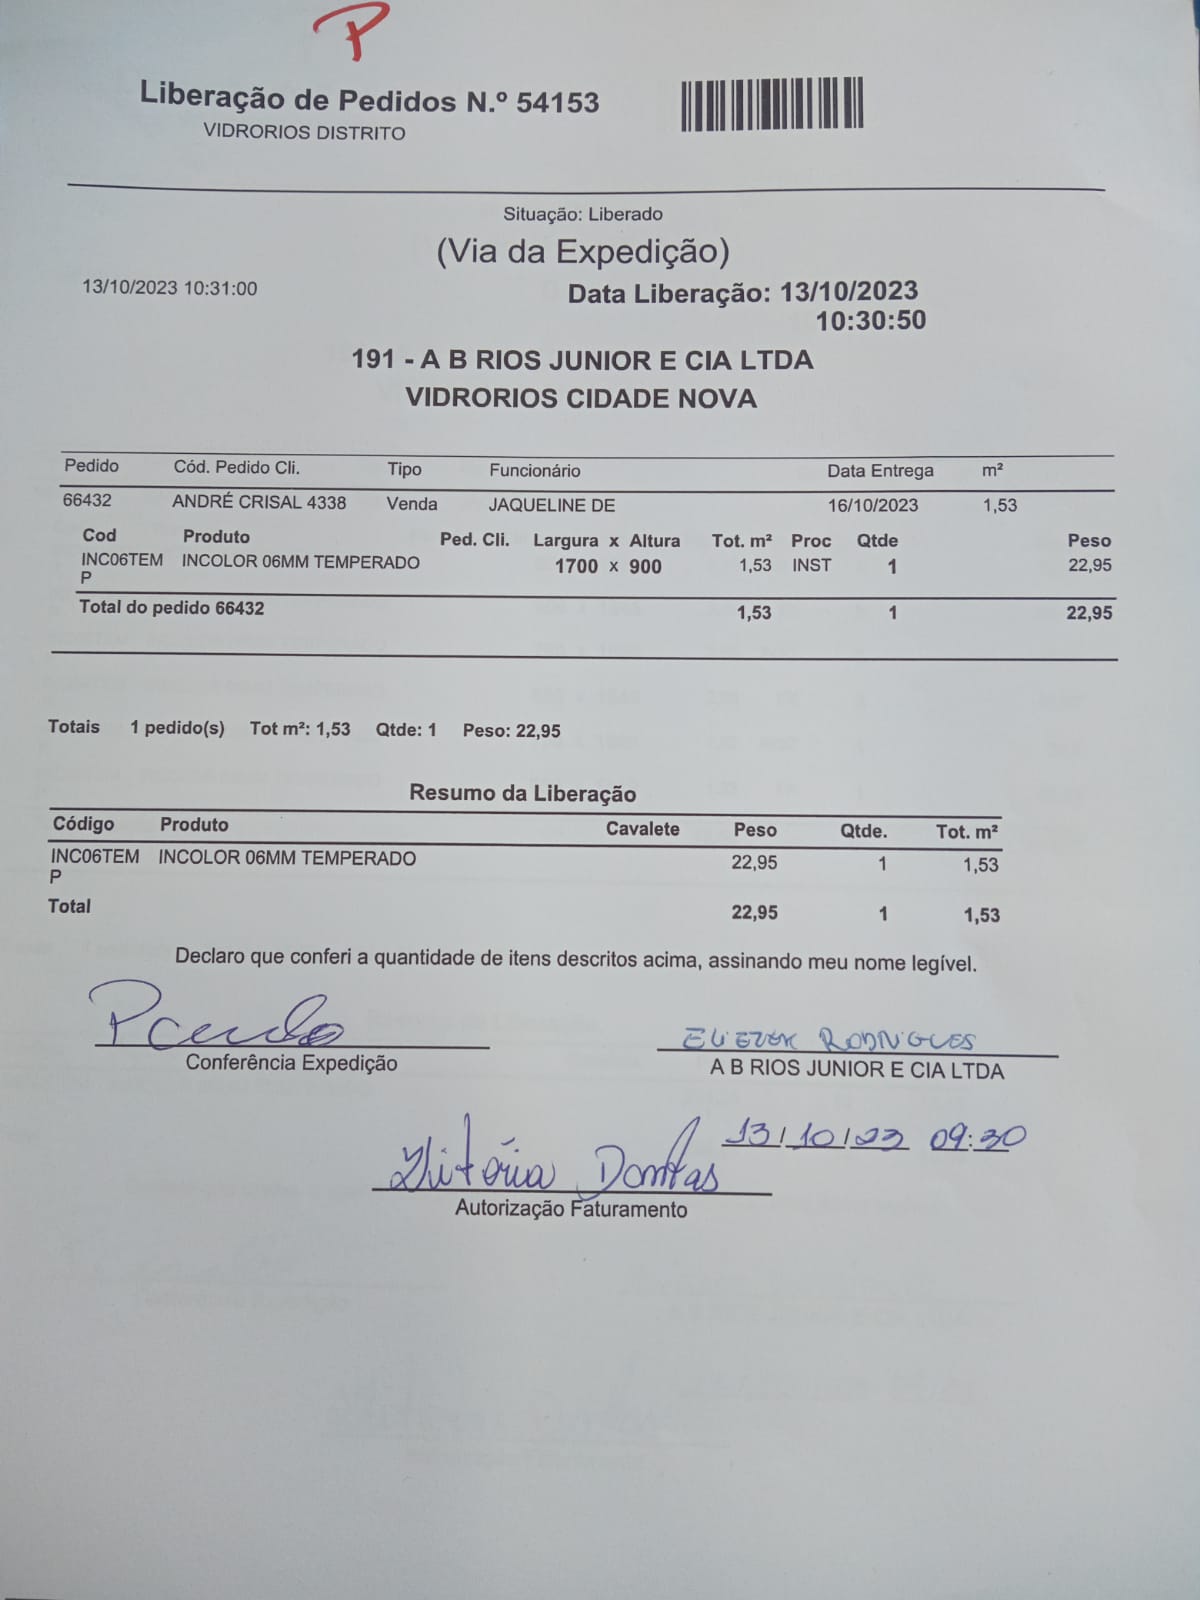 P
Liberação de Pedidos N.º 54153
VIDRORIOS DISTRITO
Situação: Liberado
(Via da Expedição)
13/10/2023 10:31:00
Data Liberação: 13/10/2023
10:30:50
191 - A B RIOS JUNIOR E CIA LTDA
VIDRORIOS CIDADE NOVA
Pedido Cód. Pedido Cli. Tipo Funcionário Data Entrega m²
66432 ANDRÉ CRISAL 4338 Venda JAQUELINE DE 16/10/2023 1,53
Cod Produto Ped. Cli. Largura x Altura Tot. m² Proc Qtde Peso
INC06TEM INCOLOR 06MM TEMPERADO 1700 x 900 1,53 INST 1 22,95
P
Total do pedido 66432 1,53 1 22,95
Totais 1 pedido(s) Tot m²: 1,53 Qtde: 1 Peso: 22,95
Resumo da Liberação
Código Produto Cavalete Peso Qtde. Tot. m²
INC06TEM INCOLOR 06MM TEMPERADO 22,95 1 1,53
P
Total 22,95 1 1,53
Declaro que conferi a quantidade de itens descritos acima, assinando meu nome legível.
ELIEZER RODRIGUES
Conferência Expedição
A B RIOS JUNIOR E CIA LTDA
13/10/23 09:30
Vitória Dantas
Autorização Faturamento